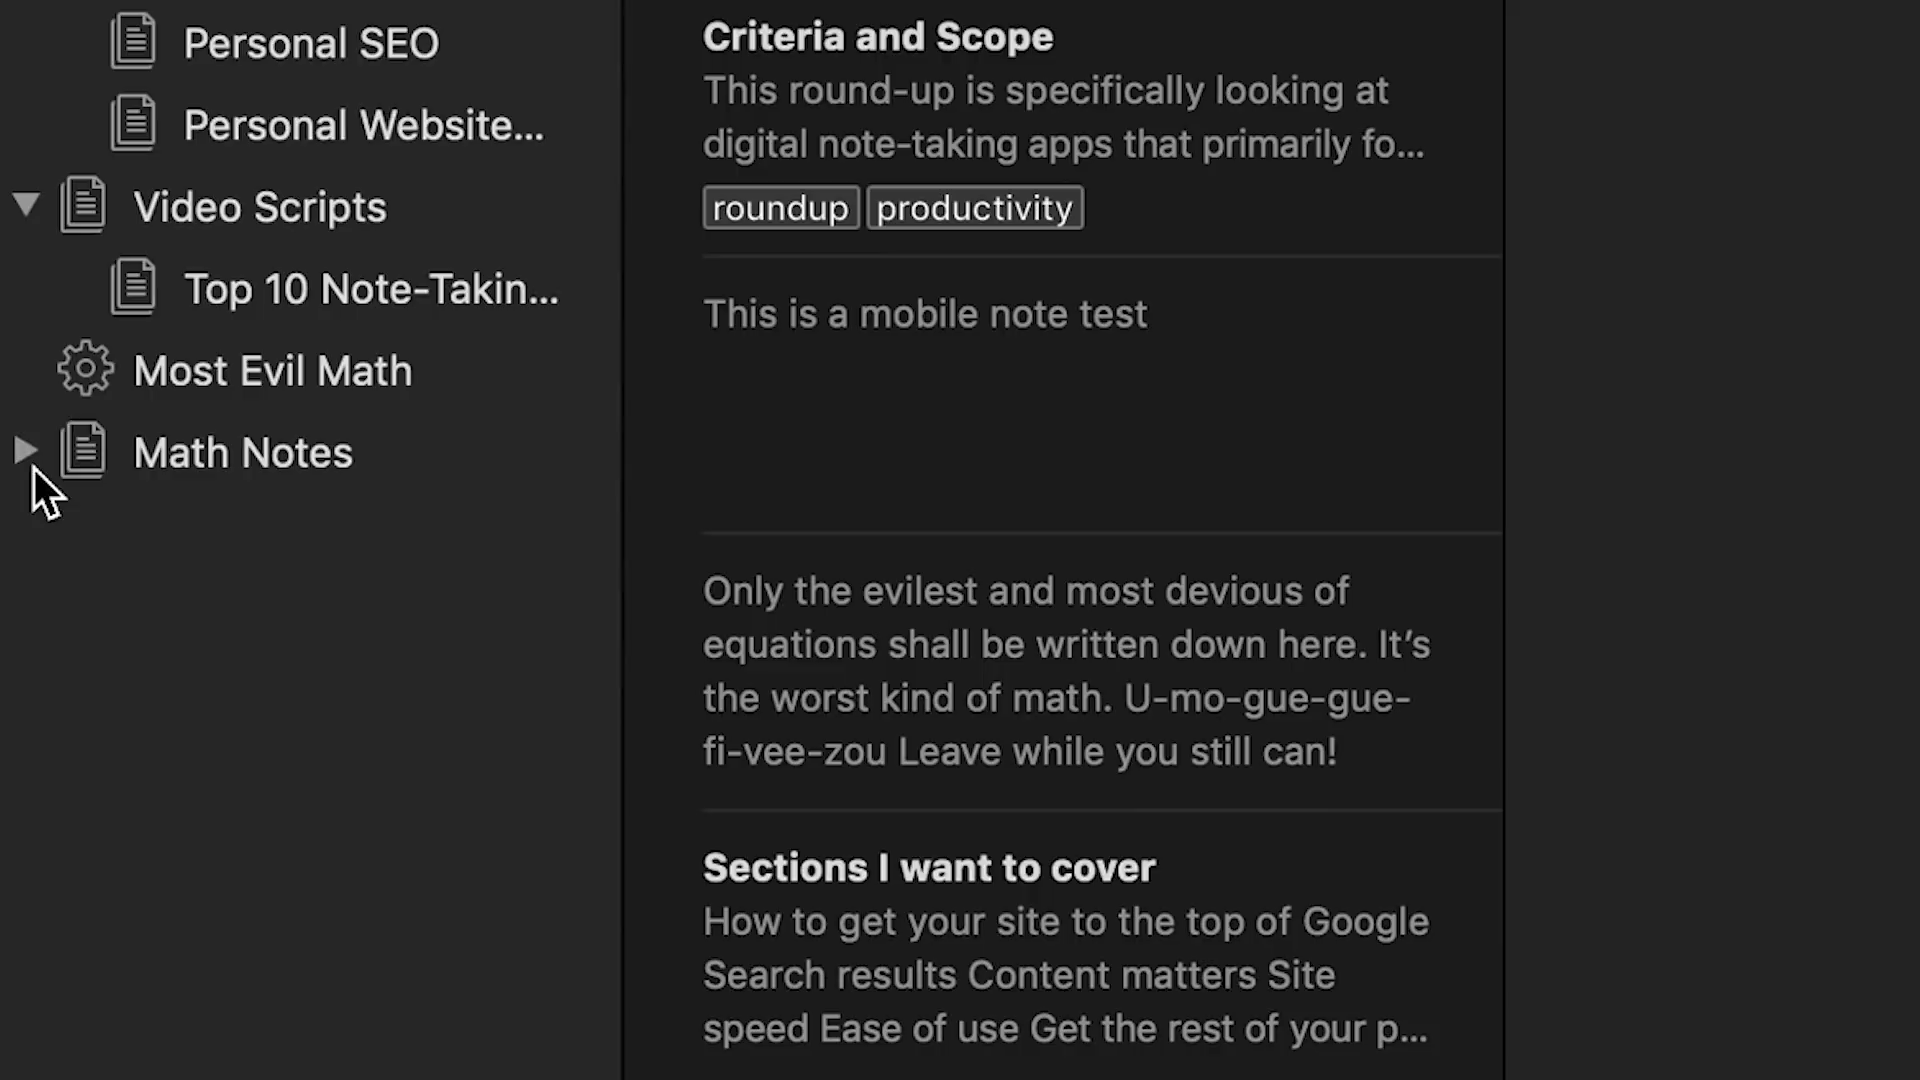 Personal SEO
Personal Website...
Video Scripts
Top 10 Note-Takin...
Most Evil Math
Math Notes
Criteria and Scope
This round-up is specifically looking at
digital note-taking apps that primarily fo...
roundup productivity
This is a mobile note test
Only the evilest and most devious of
equations shall be written down here. It’s
the worst kind of math. U-mo-gue-gue-
fi-vee-zou Leave while you still can!
Sections I want to cover
How to get your site to the top of Google
Search results Content matters Site
speed Ease of use Get the rest of your p...